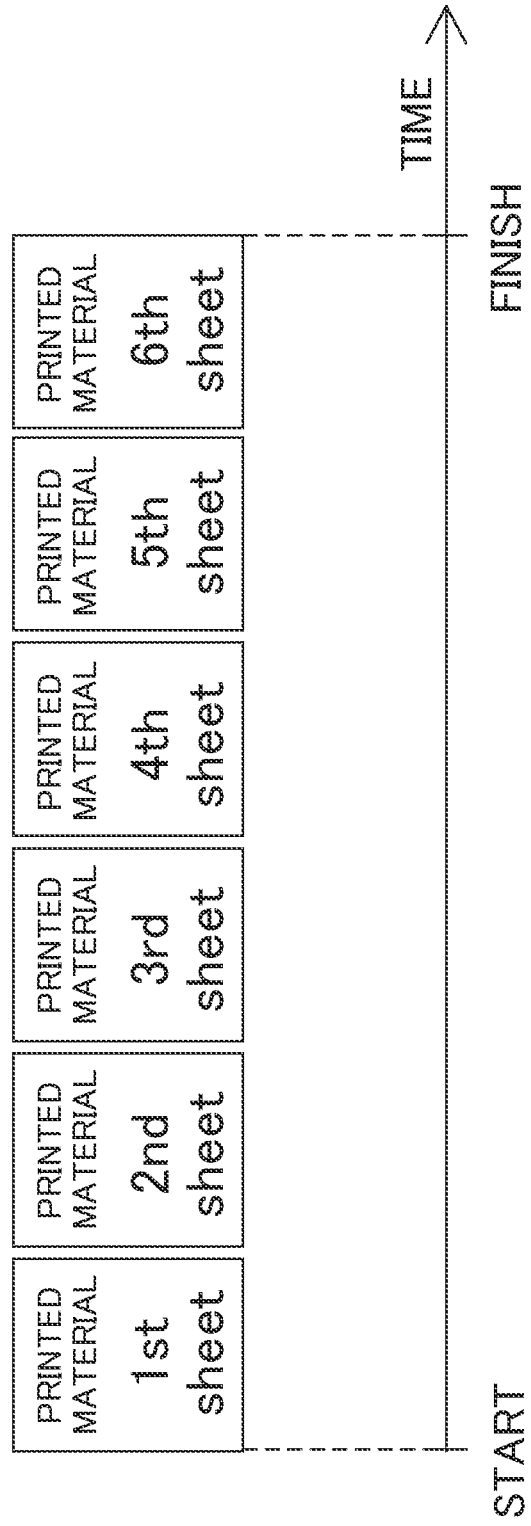 PRINTED
MATERIAL
1st
sheet
PRINTED
MATERIAL
2nd
sheet
PRINTED
MATERIAL
3rd
sheet
PRINTED
MATERIAL
4th
sheet
PRINTED
MATERIAL
5th
sheet
PRINTED
MATERIAL
6th
sheet
TIME
START
FINISH